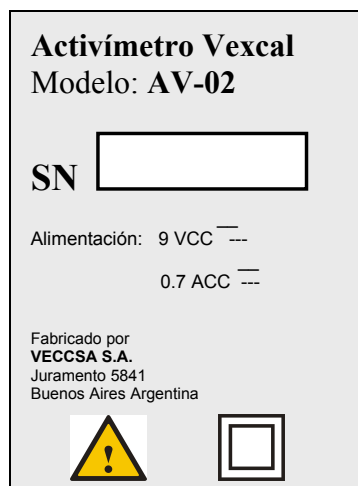 Activímetro Vexcal
Modelo: AV-02
SN
Alimentación: 9 VCC ---
0.7 ACC ---
Fabricado por
VECCSA S.A.
Juramento 5841
Buenos Aires Argentina
!